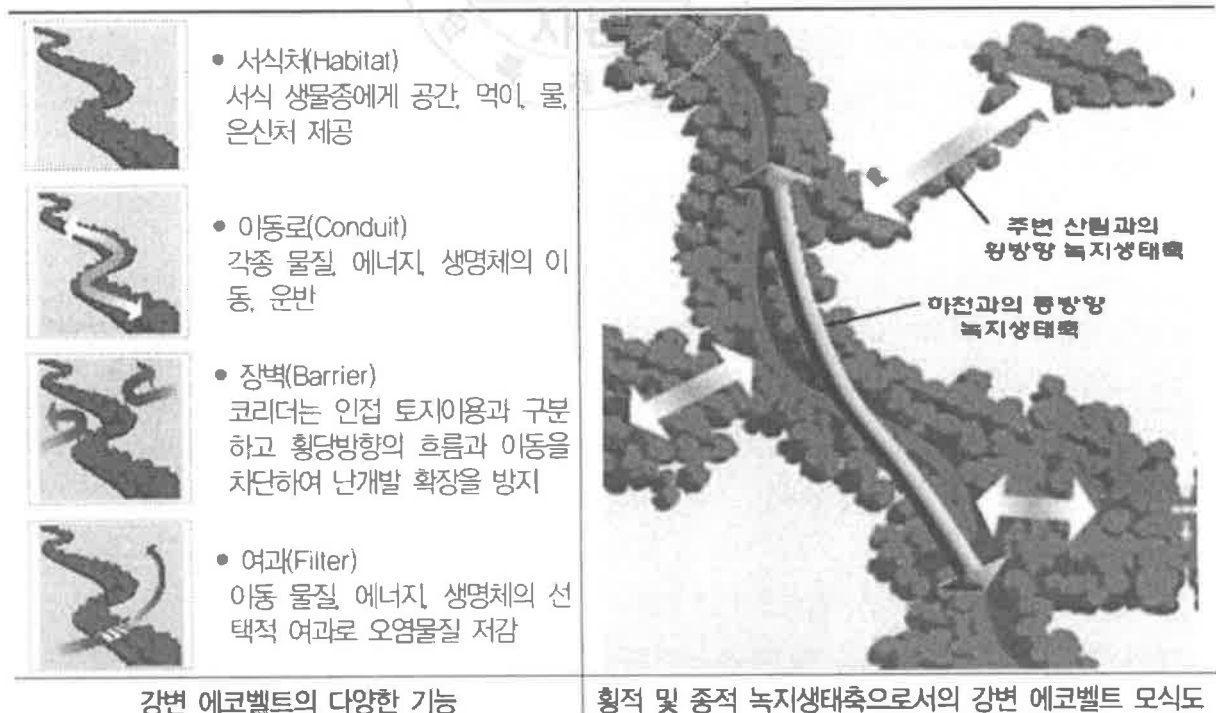 • 서식처(Habitat)
서식 생물종에게 공간, 먹이, 물,
은신처 제공
• 이동로(Conduit)
각종 물질, 에너지, 생명체의 이
동, 운반
• 장벽(Barrier)
코리더는 인접 토지이용과 구분
하고 횡당방향의 흐름과 이동을
차단하여 난개발 확장을 방지
• 여과(Filter)
이동 물질, 에너지, 생명체의 선
택적 여과로 오염물질 저감
강변 에코벨트의 다양한 기능
주변 산림과의
횡방향 녹지생태축
하천과의 종방향
녹지생태축
횡적 및 종적 녹지생태축으로서의 강변 에코벨트 모식도